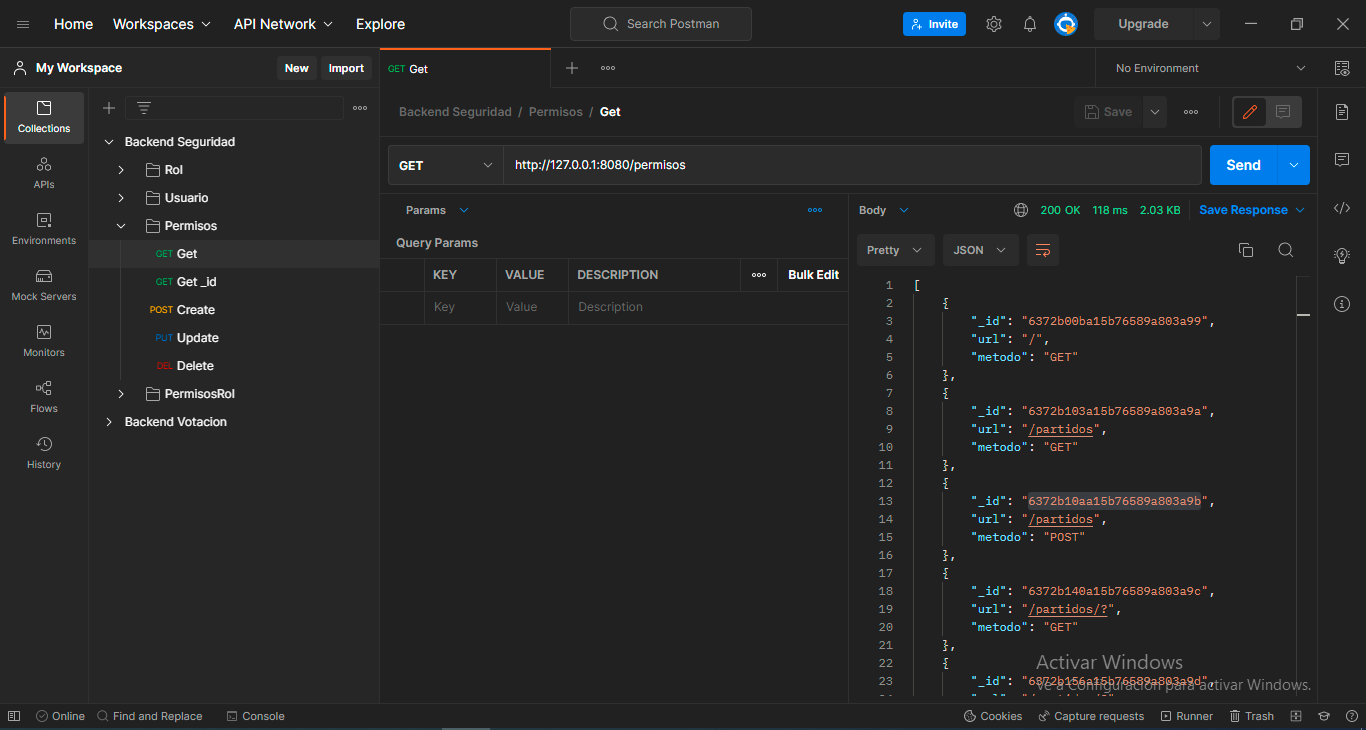 Home Workspaces API Network Explore Search Postman Invite Upgrade
My Workspace New Import GET Get No Environment
Collections
APIs
Environments
Mock Servers
Monitors
Flows
History
Backend Seguridad
Rol
Usuario
Permisos
GET Get
GET Get _id
POST Create
PUT Update
DEL Delete
PermisosRol
Backend Votacion
Backend Seguridad / Permisos / Get Save
GET http://127.0.0.1:8080/permisos Send
Params
Query Params
KEY VALUE DESCRIPTION Bulk Edit
Key Value Description
Body 200 OK 118 ms 2.03 KB Save Response
Pretty JSON
1 [
2 {
3 "_id": "6372b00ba15b76589a803a99",
4 "url": "/",
5 "metodo": "GET"
6 },
7 {
8 "_id": "6372b103a15b76589a803a9a",
9 "url": "/partidos",
10 "metodo": "GET"
11 },
12 {
13 "_id": "6372b10aa15b76589a803a9b",
14 "url": "/partidos",
15 "metodo": "POST"
16 },
17 {
18 "_id": "6372b140a15b76589a803a9c",
19 "url": "/partidos/?",
20 "metodo": "GET"
21 },
22 {
23 "_id": "6372b156a15b76589a803a9d",
Activar Windows
Ve a Configuración para activar Windows.
Online Find and Replace Console Cookies Capture requests Runner Trash